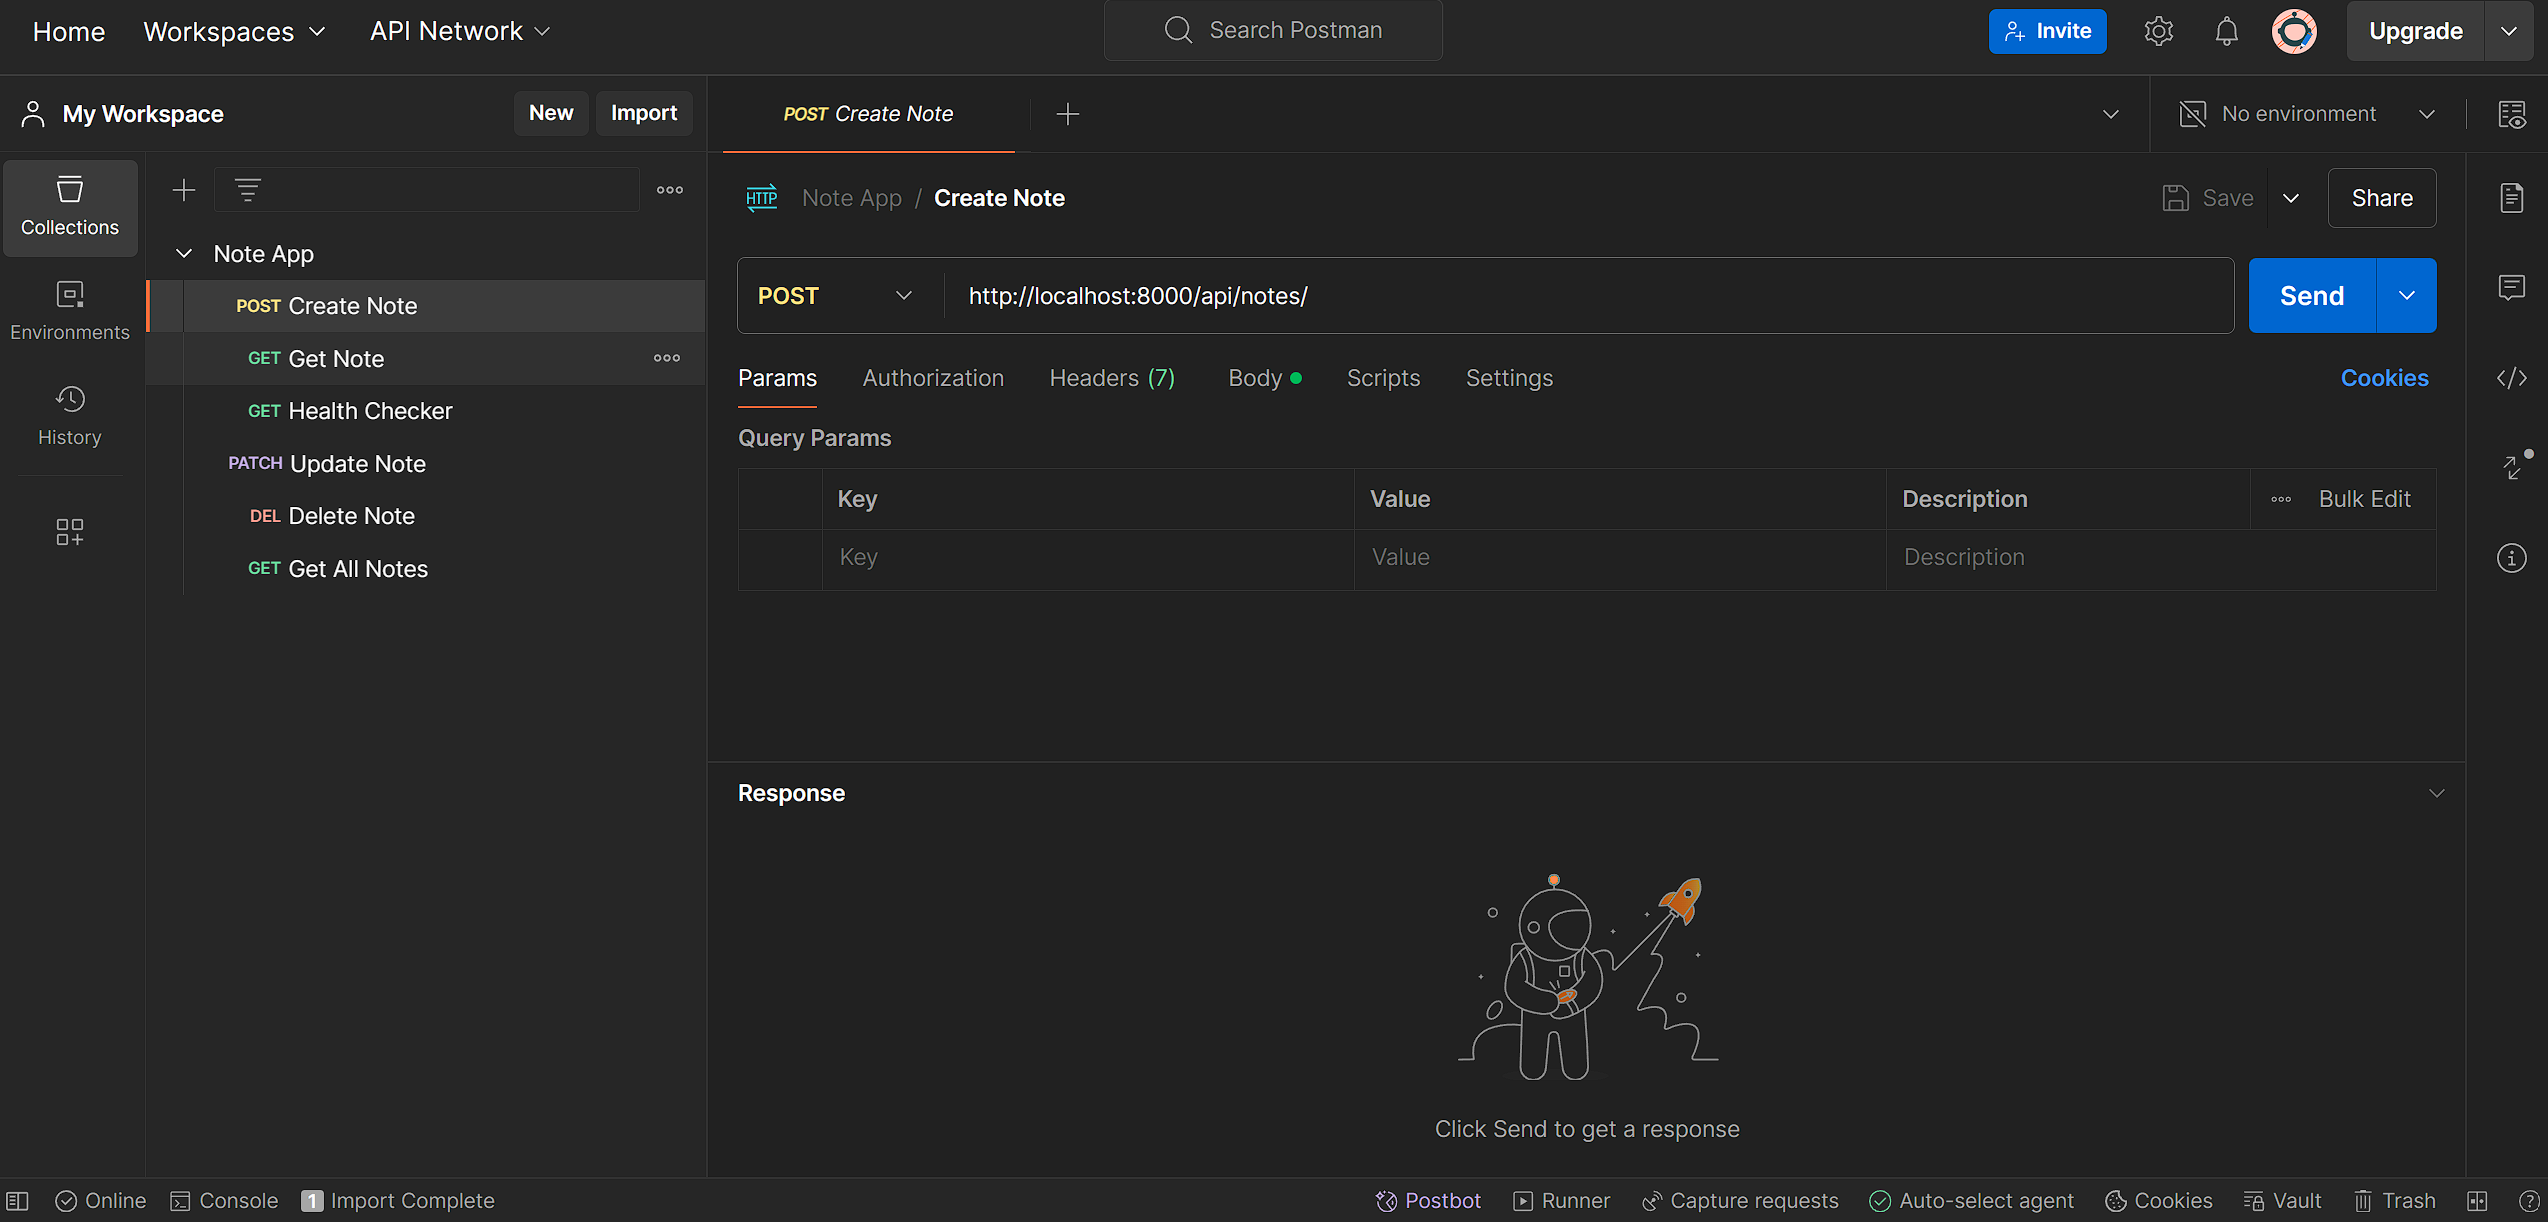 Home Workspaces API Network Search Postman Invite Upgrade
My Workspace New Import POST Create Note No environment
Collections
Environments
History
Note App
POST Create Note
GET Get Note
GET Health Checker
PATCH Update Note
DEL Delete Note
GET Get All Notes
HTTP Note App / Create Note Save Share
POST http://localhost:8000/api/notes/ Send
Params Authorization Headers (7) Body Scripts Settings Cookies
Query Params
Key Value Description Bulk Edit
Key Value Description
Response
Click Send to get a response
Online Console 1 Import Complete Postbot Runner Capture requests Auto-select agent Cookies Vault Trash